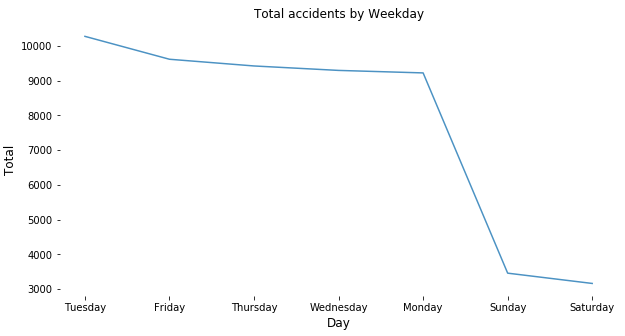 Total accidents by Weekday
Total
10000
9000
8000
7000
6000
5000
4000
3000
Tuesday Friday Thursday Wednesday Monday Sunday Saturday
Day